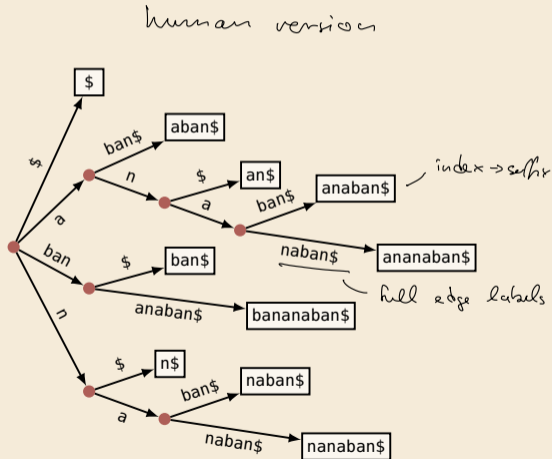 human version
$
$
aban$
ban$
n
$
an$
a
ban$
anaban$
index → suffix
a
naban$
ananaban$
full edge labels
ban
$
ban$
anaban$
bananaban$
n
$
n$
a
ban$
naban$
naban$
nanaban$